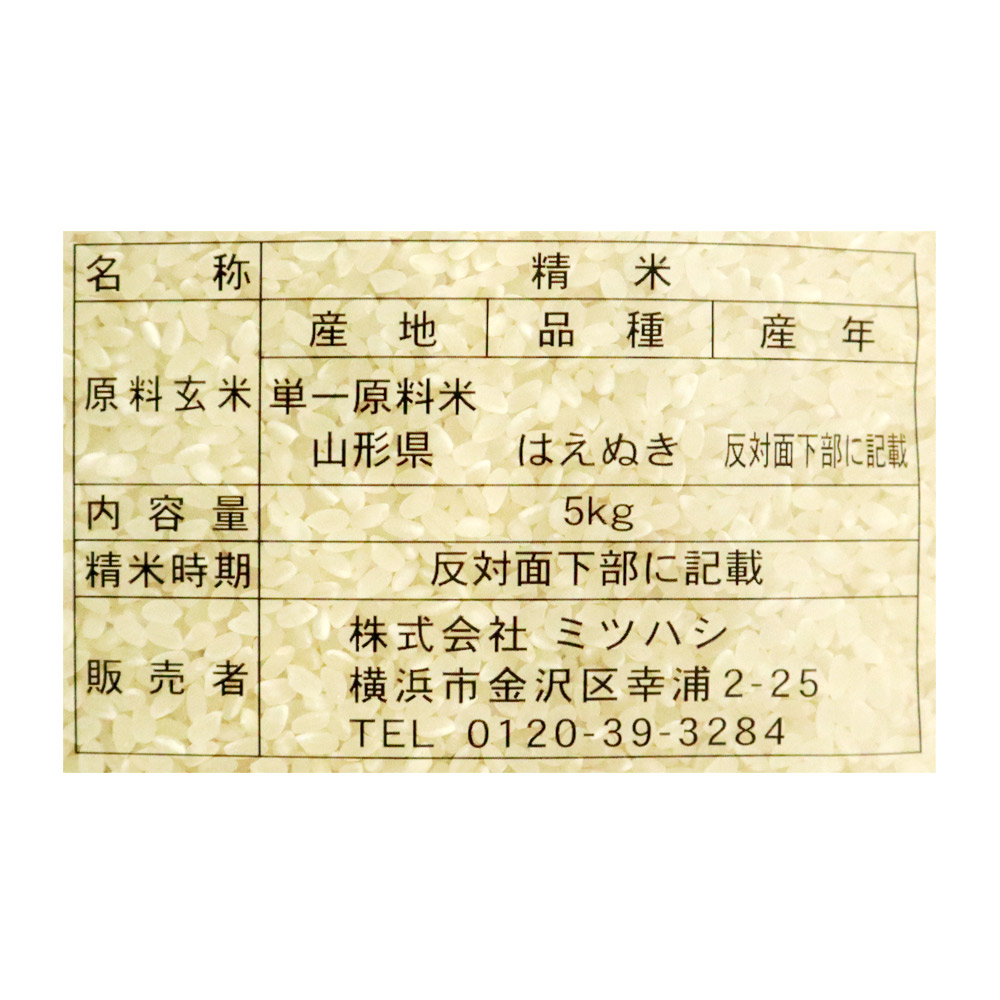 名称 精米
産地 品種 産年
原料玄米 単一原料米
山形県 はえぬき 反対面下部に記載
内容量 5kg
精米時期 反対面下部に記載
販売者 株式会社 ミツハシ
横浜市金沢区幸浦2-25
TEL 0120-39-3284